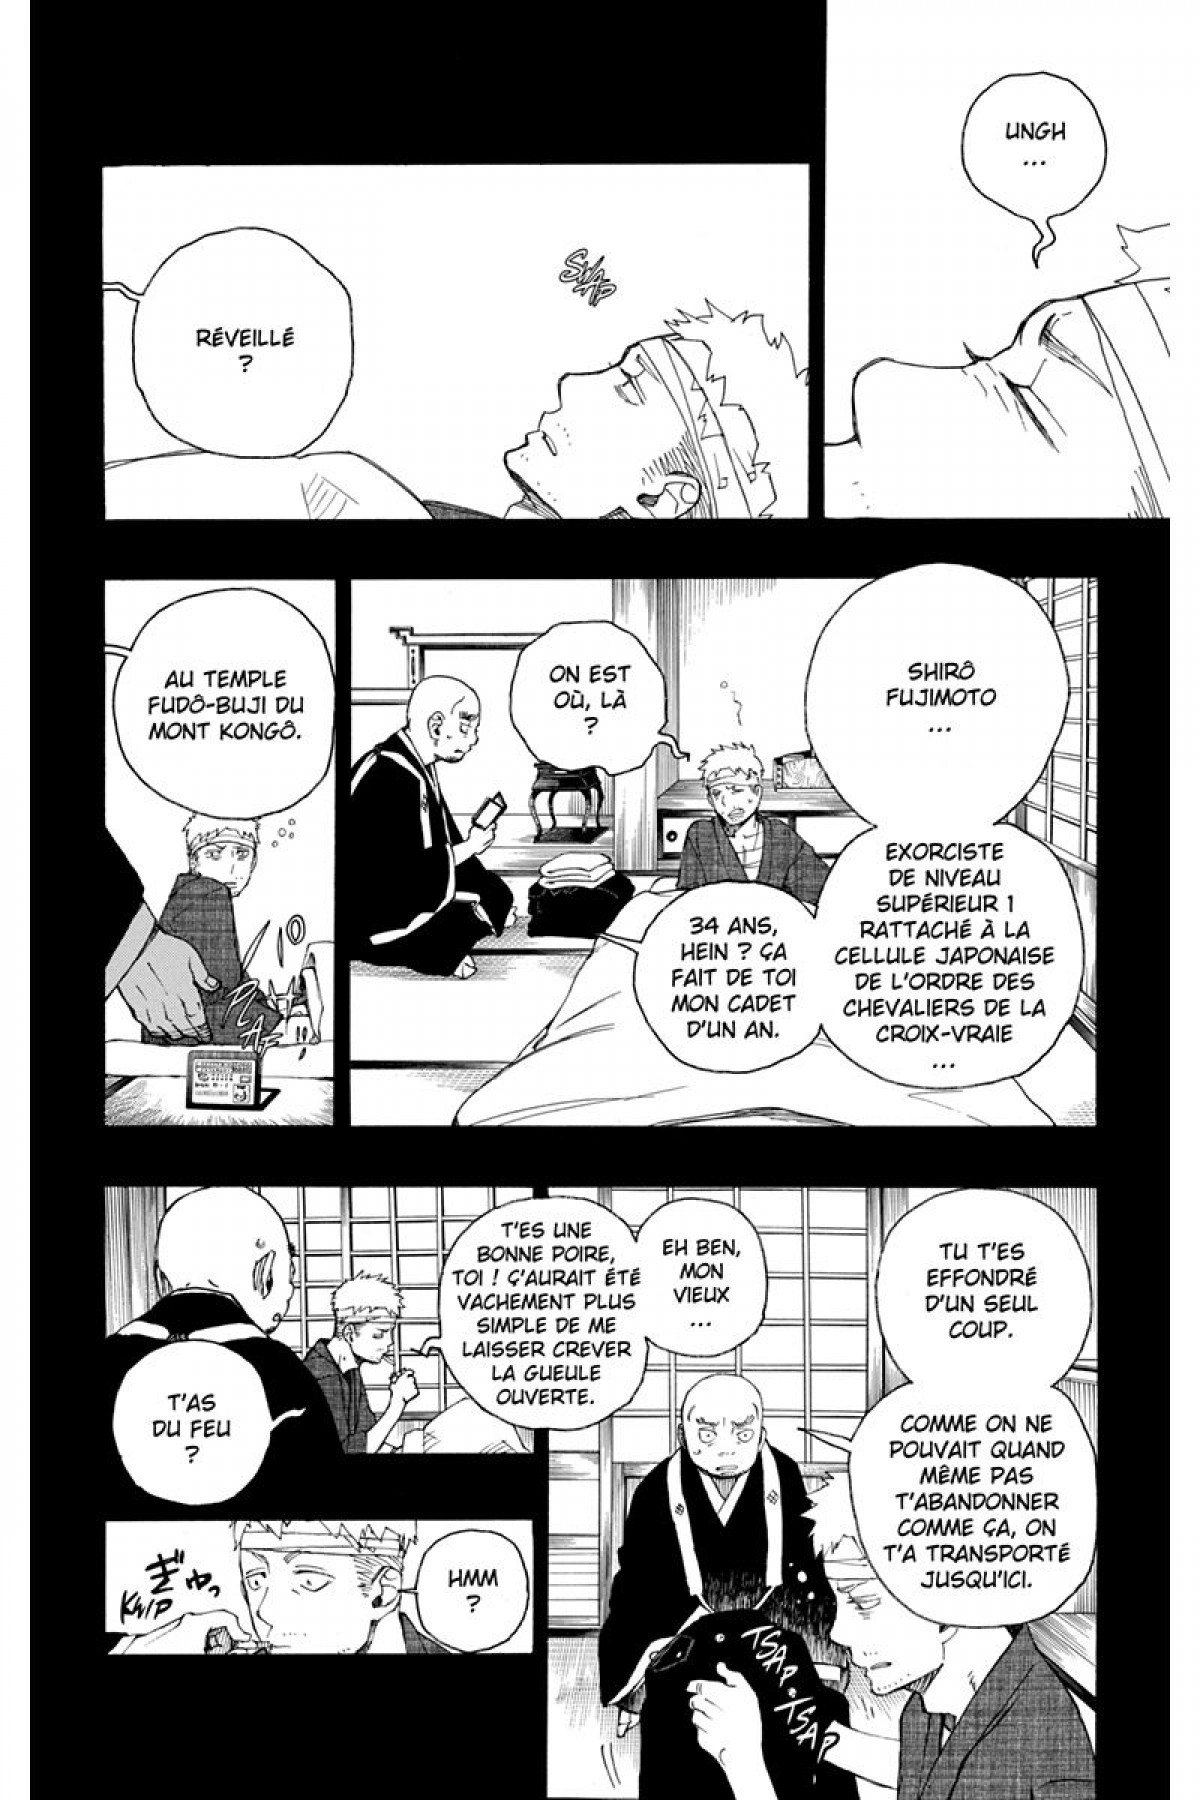 UNGH
...
SWAP
RÉVEILLÉ
?
SHIRÔ
FUJIMOTO
...
EXORCISTE
DE NIVEAU
SUPÉRIEUR 1
RATTACHÉ À LA
CELLULE JAPONAISE
DE L'ORDRE DES
CHEVALIERS DE LA
CROIX-VRAIE
...
34 ANS,
HEIN ? ÇA
FAIT DE TOI
MON CADET
D'UN AN.
ON EST
OÙ, LÀ
?
AU TEMPLE
FUDÔ-BUJI DU
MONT KONGÔ.
TU T'ES
EFFONDRÉ
D'UN SEUL
COUP.
COMME ON NE
POUVAIT QUAND
MÊME PAS
T'ABANDONNER
COMME ÇA, ON
T'A TRANSPORTÉ
JUSQU'ICI.
TSAP
TSAP
EH BEN,
MON
VIEUX
...
T'ES UNE
BONNE POIRE,
TOI ! Ç'AURAIT ÉTÉ
VACHEMENT PLUS
SIMPLE DE ME
LAISSER CREVER
LA GUEULE
OUVERTE.
T'AS
DU FEU
?
HMM
?
ぎゅっ
KWIP